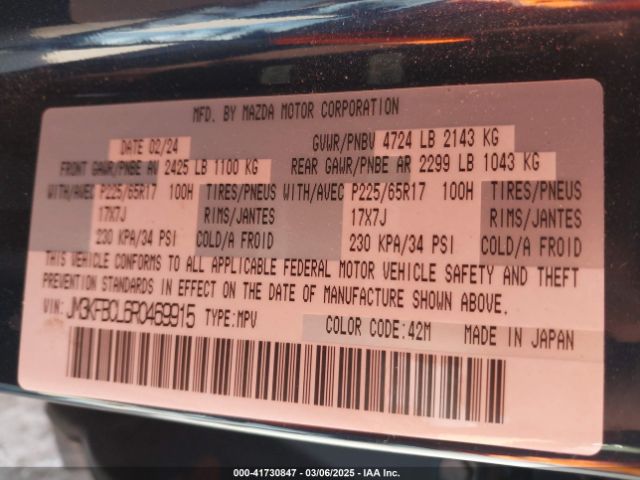 MFD. BY MAZDA MOTOR CORPORATION
DATE 02/24 GVWR/PNBV 4724 LB 2143 KG
FRONT GAWR/PNBE AV 2425 LB 1100 KG REAR GAWR/PNBE AR 2299 LB 1043 KG
WITH/AVEC P225/65R17 100H TIRES/PNEUS WITH/AVEC P225/65R17 100H TIRES/PNEUS
17X7J RIMS/JANTES 17X7J RIMS/JANTES
230 KPA/34 PSI COLD/A FROID 230 KPA/34 PSI COLD/A FROID
THIS VEHICLE CONFORMS TO ALL APPLICABLE FEDERAL MOTOR VEHICLE SAFETY AND THEFT
PREVENTION STANDARDS IN EFFECT ON THE DATE OF MANUFACTURE SHOWN ABOVE.
VIN: JM3KFBCL6R0469915 TYPE:MPV COLOR CODE:42M MADE IN JAPAN
000-41730847 / 03/06/2025 - IAA Inc.